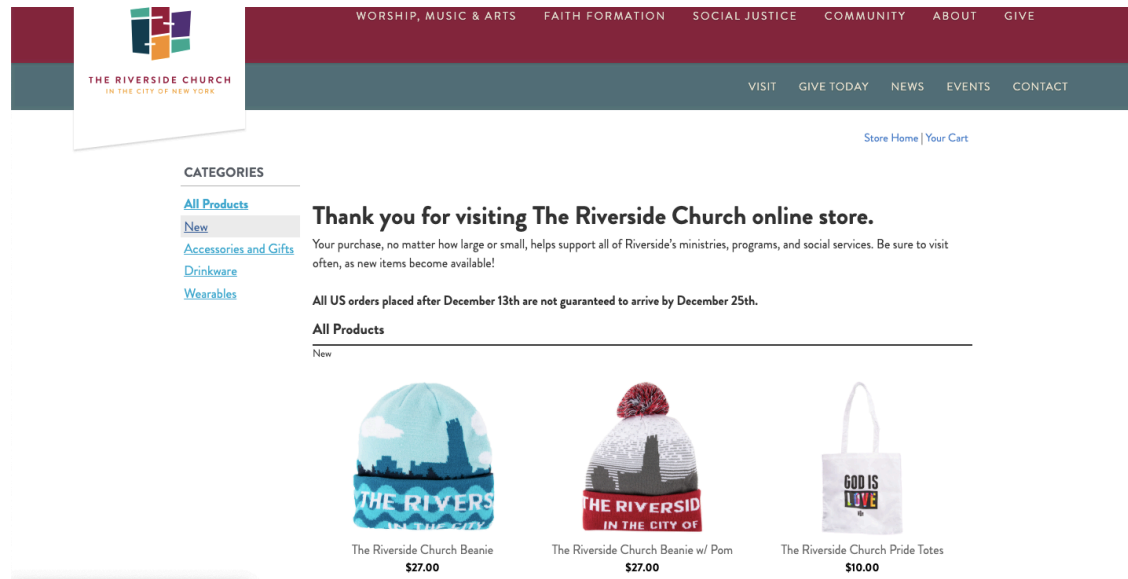 WORSHIP, MUSIC & ARTS FAITH FORMATION SOCIAL JUSTICE COMMUNITY ABOUT GIVE
THE RIVERSIDE CHURCH
IN THE CITY OF NEW YORK
VISIT GIVE TODAY NEWS EVENTS CONTACT
Store Home | Your Cart
CATEGORIES
All Products
New
Accessories and Gifts
Drinkware
Wearables
Thank you for visiting The Riverside Church online store.
Your purchase, no matter how large or small, helps support all of Riverside's ministries, programs, and social services. Be sure to visit
often, as new items become available!
All US orders placed after December 13th are not guaranteed to arrive by December 25th.
All Products
New
THE RIVERS
IN THE CITY
THE RIVERSID
IN THE CITY OF
GOD IS
LOVE
The Riverside Church Beanie
$27.00
The Riverside Church Beanie w/ Pom
$27.00
The Riverside Church Pride Totes
$10.00